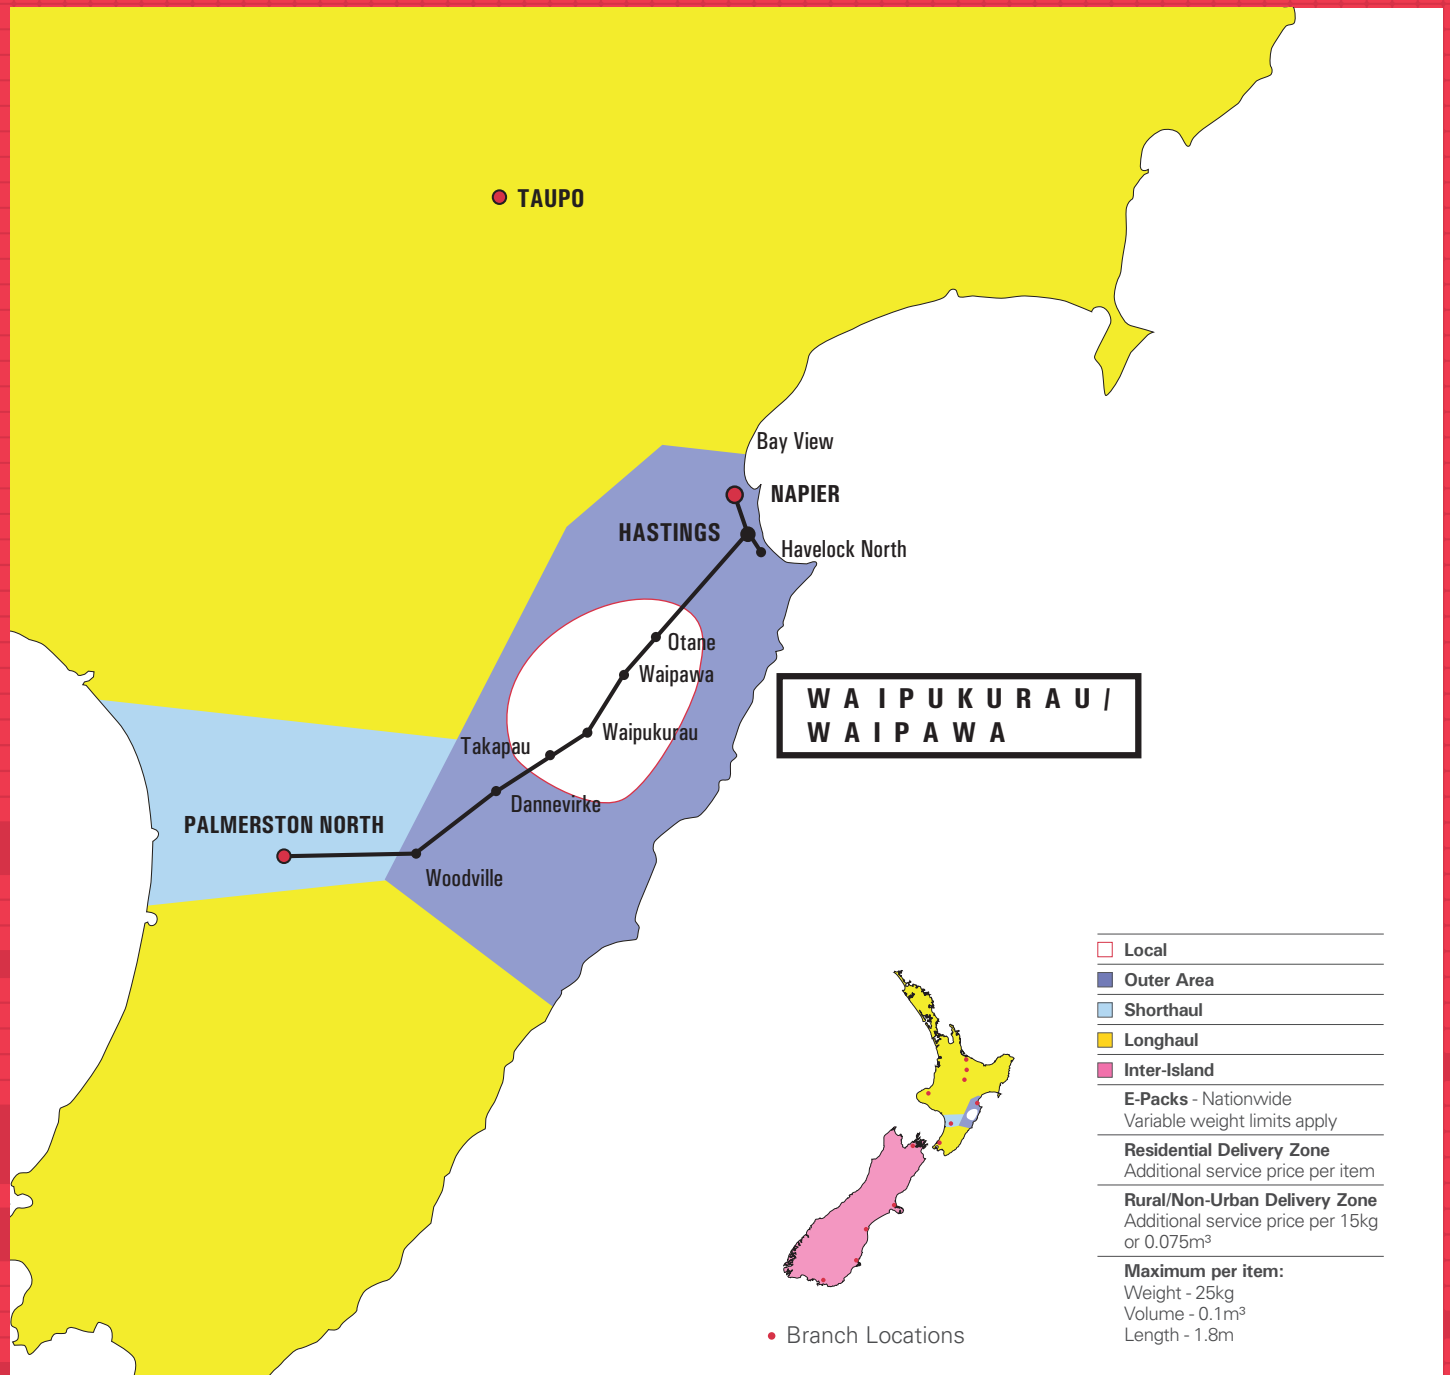 TAUPO
Bay View
NAPIER
HASTINGS
Havelock North
Otane
Waipawa
WAIPUKURAU/
WAIPAWA
Waipukurau
Takapau
Dannevirke
PALMERSTON NORTH
Woodville
Local
Outer Area
Shorthaul
Longhaul
Inter-Island
E-Packs - Nationwide
Variable weight limits apply
Residential Delivery Zone
Additional service price per item
Rural/Non-Urban Delivery Zone
Additional service price per 15kg
or 0.075m³
Maximum per item:
Weight - 25kg
Volume - 0.1m³
Length - 1.8m
Branch Locations